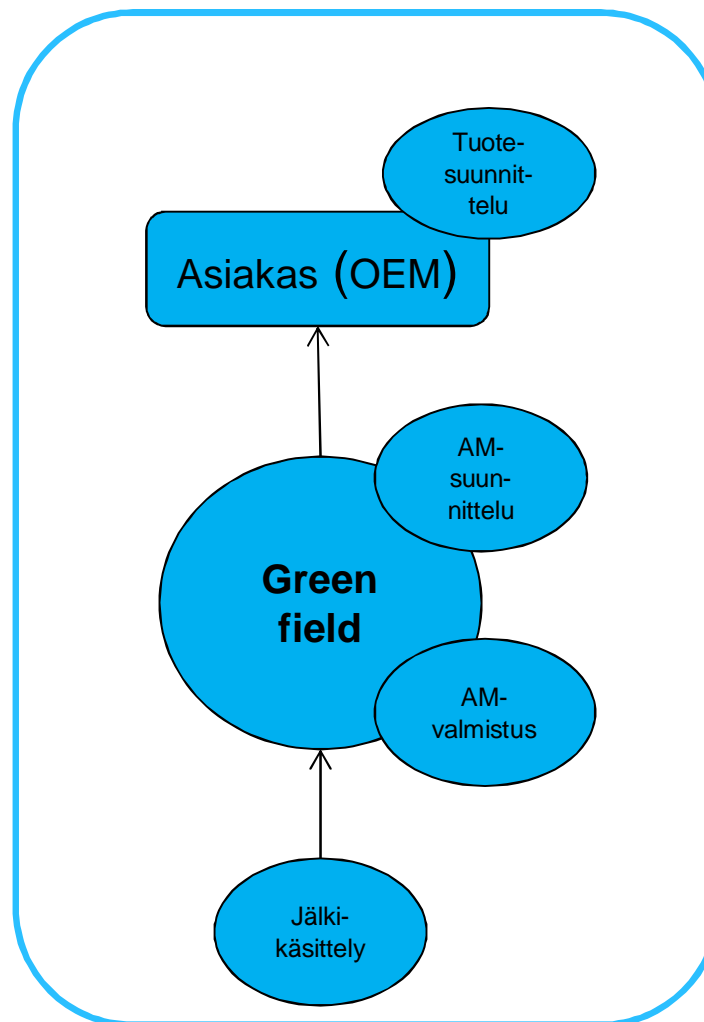 Tuote-
suunnit-
telu
Asiakas (OEM)
AM-
suun-
nittelu
Green
field
AM-
valmistus
Jälki-
käsittely